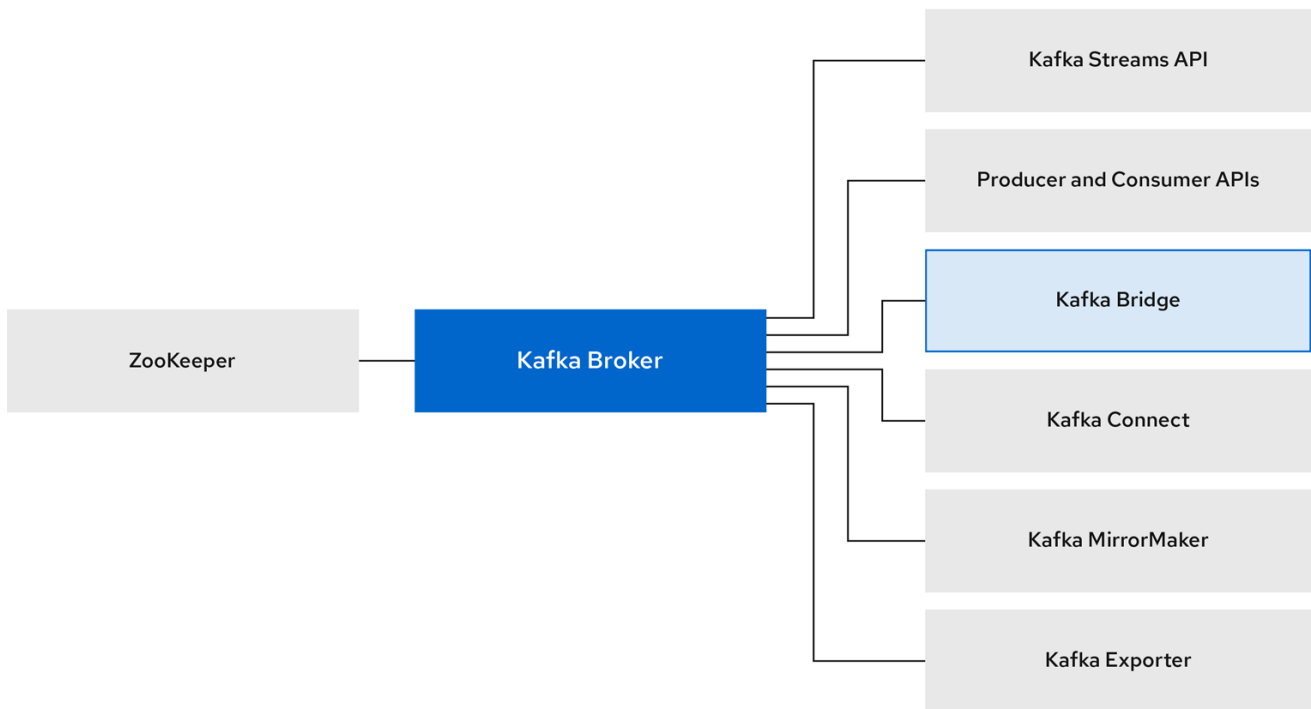 Kafka Streams API
Producer and Consumer APIs
Kafka Bridge
ZooKeeper
Kafka Broker
Kafka Connect
Kafka MirrorMaker
Kafka Exporter